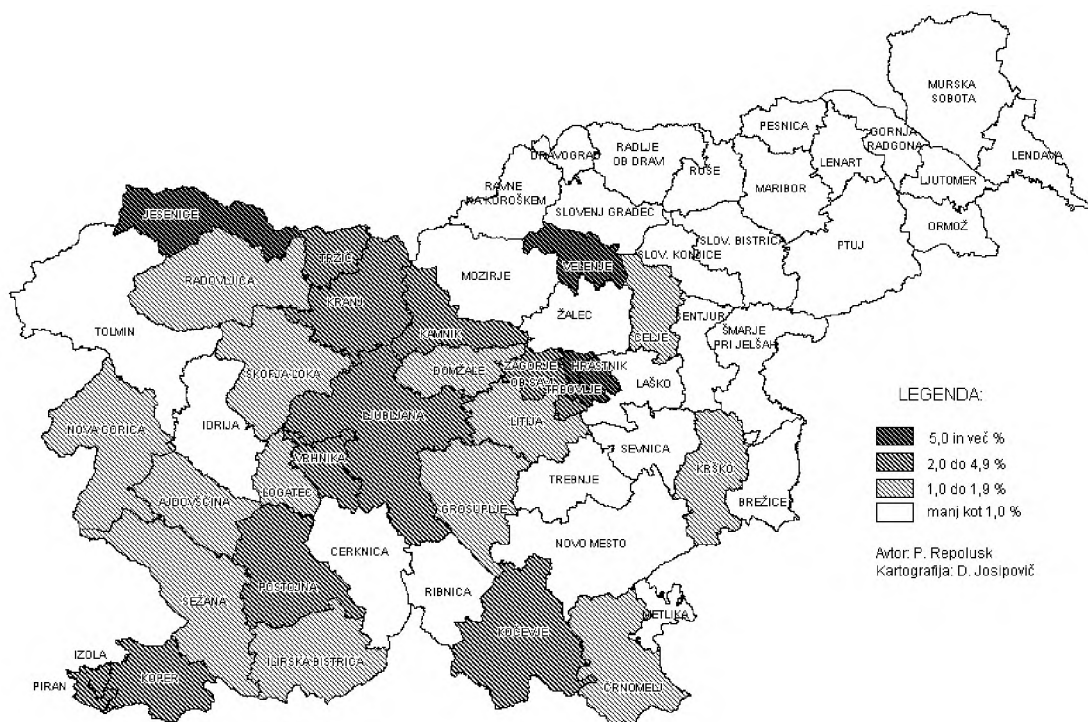 MURSKA
SOBOTA
PESNICA
GORNJA
RADGONA
LENART
LENDAVA
DRAVOGRAD
RADLJE
OB DRAVI
RUŠE
MARIBOR
LJUTOMER
RAVNE
NA KOROŠKEM
SLOVENJ GRADEC
ORMOŽ
PTUJ
JESENICE
TRŽIČ
VELENJE
SLOV. KONJICE
SLOV. BISTRICA
MOZIRJE
RADOVLJICA
KRANJ
TOLMIN
KAMNIK
ŽALEC
CELJE
ŠENTJUR
ŠMARJE
PRI JELŠAH
ŠKOFJA LOKA
DOMŽALE
ZAGORJE
OB SAVI
HRASTNIK
TRBOVLJE
LAŠKO
LJUBLJANA
LITIJA
NOVA GORICA
IDRIJA
VRHNIKA
SEVNICA
KRŠKO
TREBNJE
AJDOVŠČINA
LOGATEC
GROSUPLJE
BREŽICE
CERKNICA
NOVO MESTO
POSTOJNA
RIBNICA
SEŽANA
METLIKA
KOČEVJE
IZOLA
ILIRSKA BISTRICA
KOPER
PIRAN
ČRNOMELJ
LEGENDA:
5,0 in več %
2,0 do 4,9 %
1,0 do 1,9 %
manj kot 1,0 %
Avtor: P. Repolusk
Kartografija: D. Josipovič